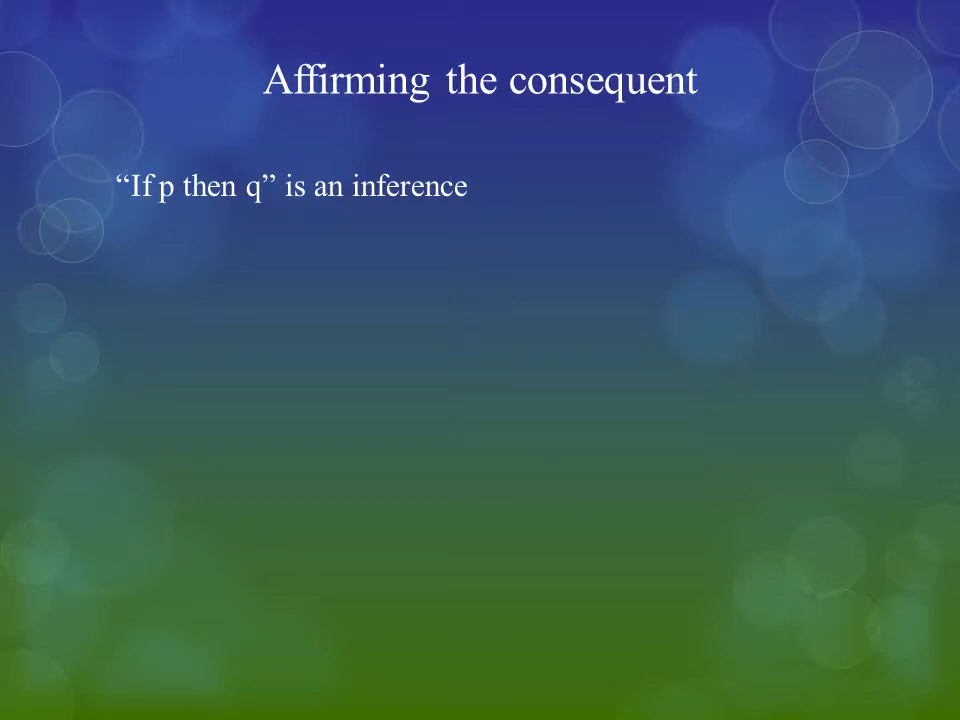 Affirming the consequent
“If p then q” is an inference